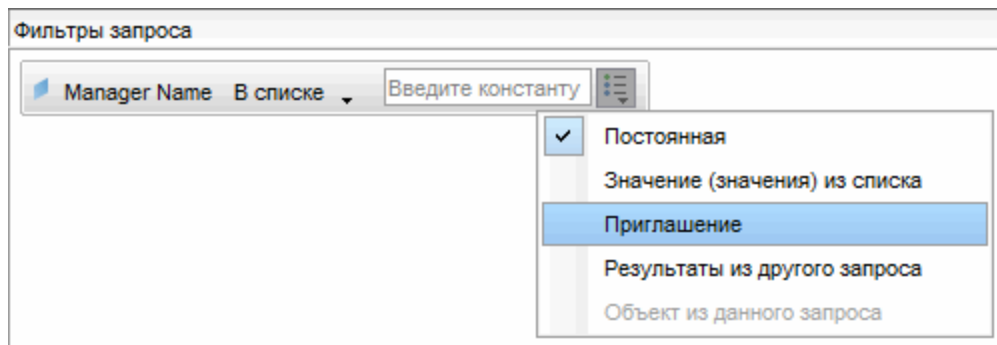 Фильтры запроса
Manager Name В списке Введите константу
Постоянная
Значение (значения) из списка
Приглашение
Результаты из другого запроса
Объект из данного запроса